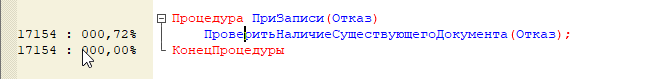 Процедура ПриЗаписи(Отказ)
17154 : 000,72% ПроверитьНаличиеСуществующегоДокумента(Отказ);
17154 : 000,00% КонецПроцедуры